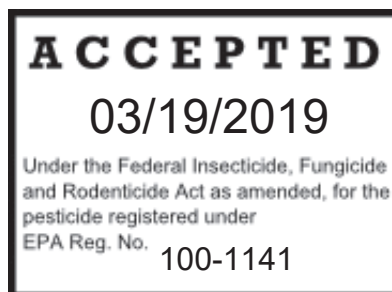 ACCEPTED
03/19/2019
Under the Federal Insecticide, Fungicide
and Rodenticide Act as amended, for the
pesticide registered under
EPA Reg. No. 100-1141